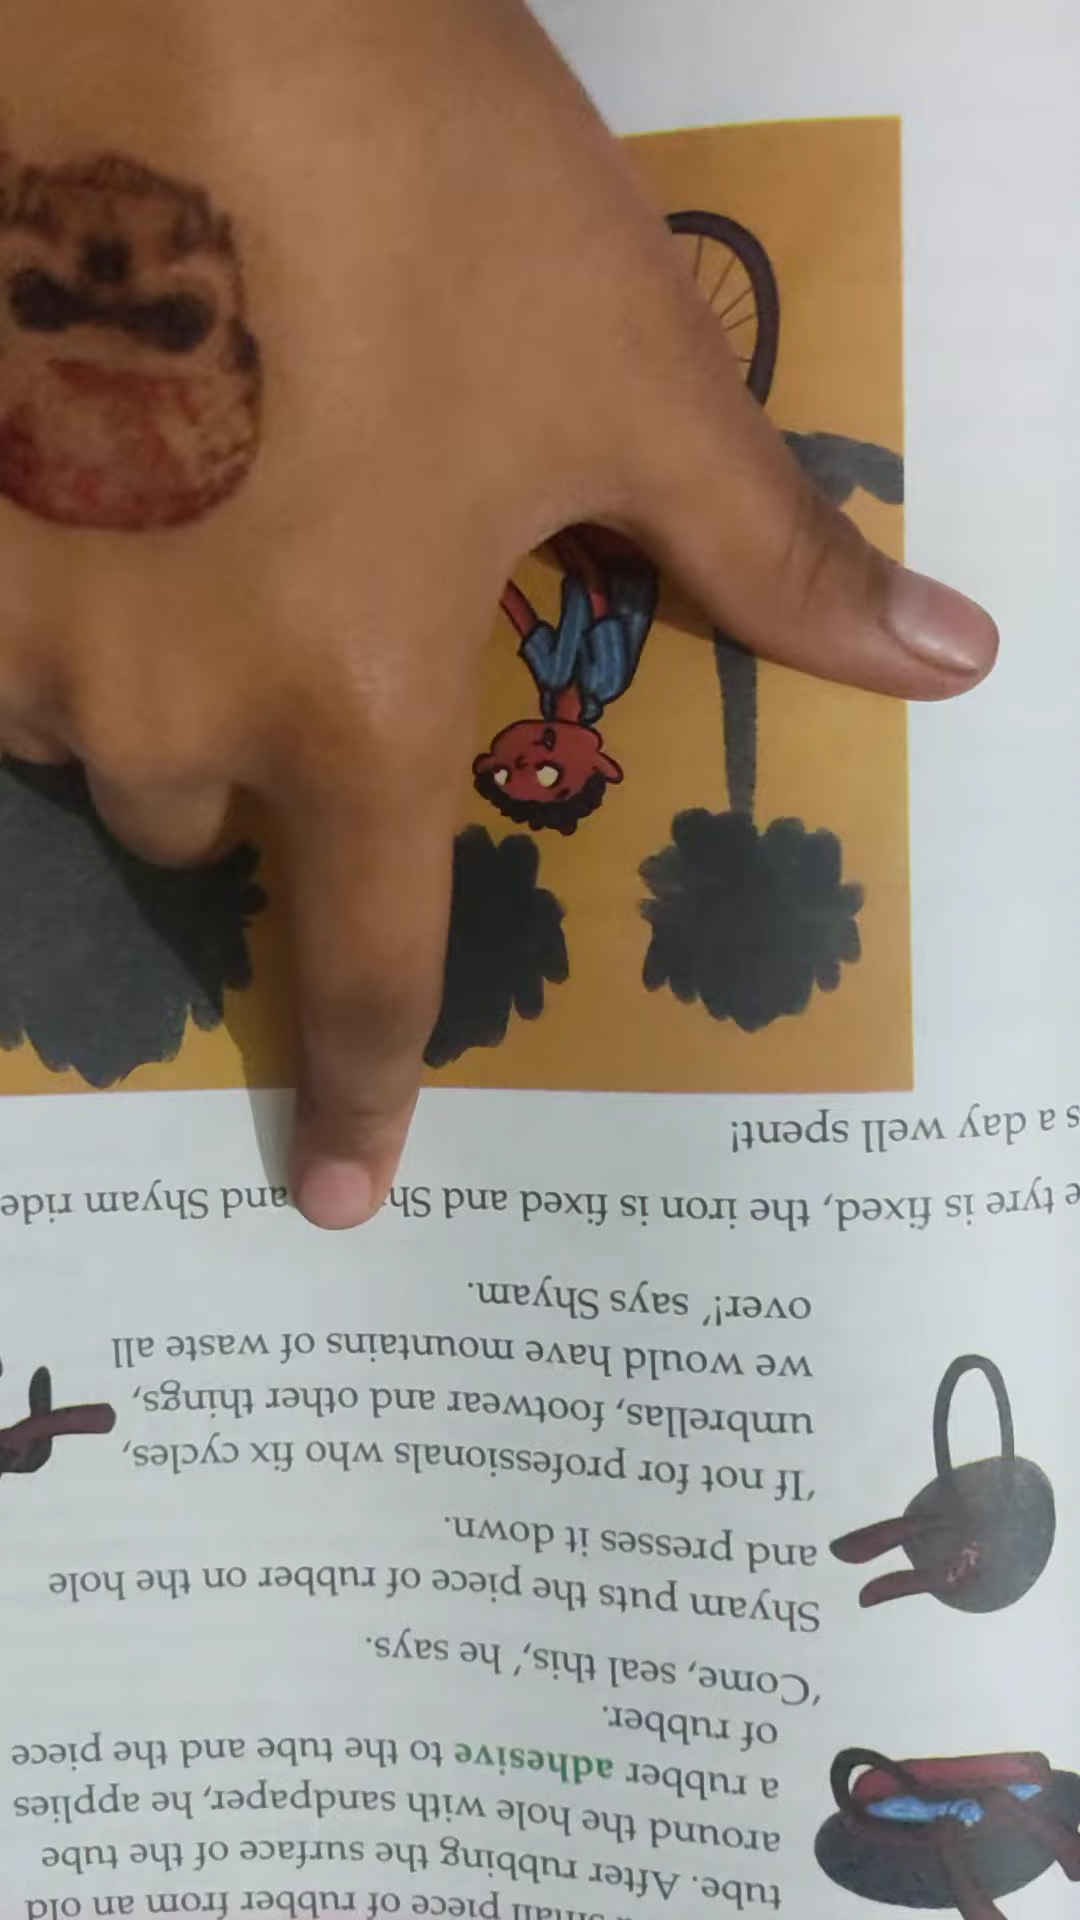 small piece of rubber from an old
tube. After rubbing the surface of the tube
around the hole with sandpaper, he applies
a rubber adhesive to the tube and the piece
of rubber.
'Come, seal this,' he says.
Shyam puts the piece of rubber on the hole
and presses it down.
'If not for professionals who fix cycles,
umbrellas, footwear and other things,
we would have mountains of waste all
over!' says Shyam.
tyre is fixed, the iron is fixed and and Shyam ride
a day well spent!